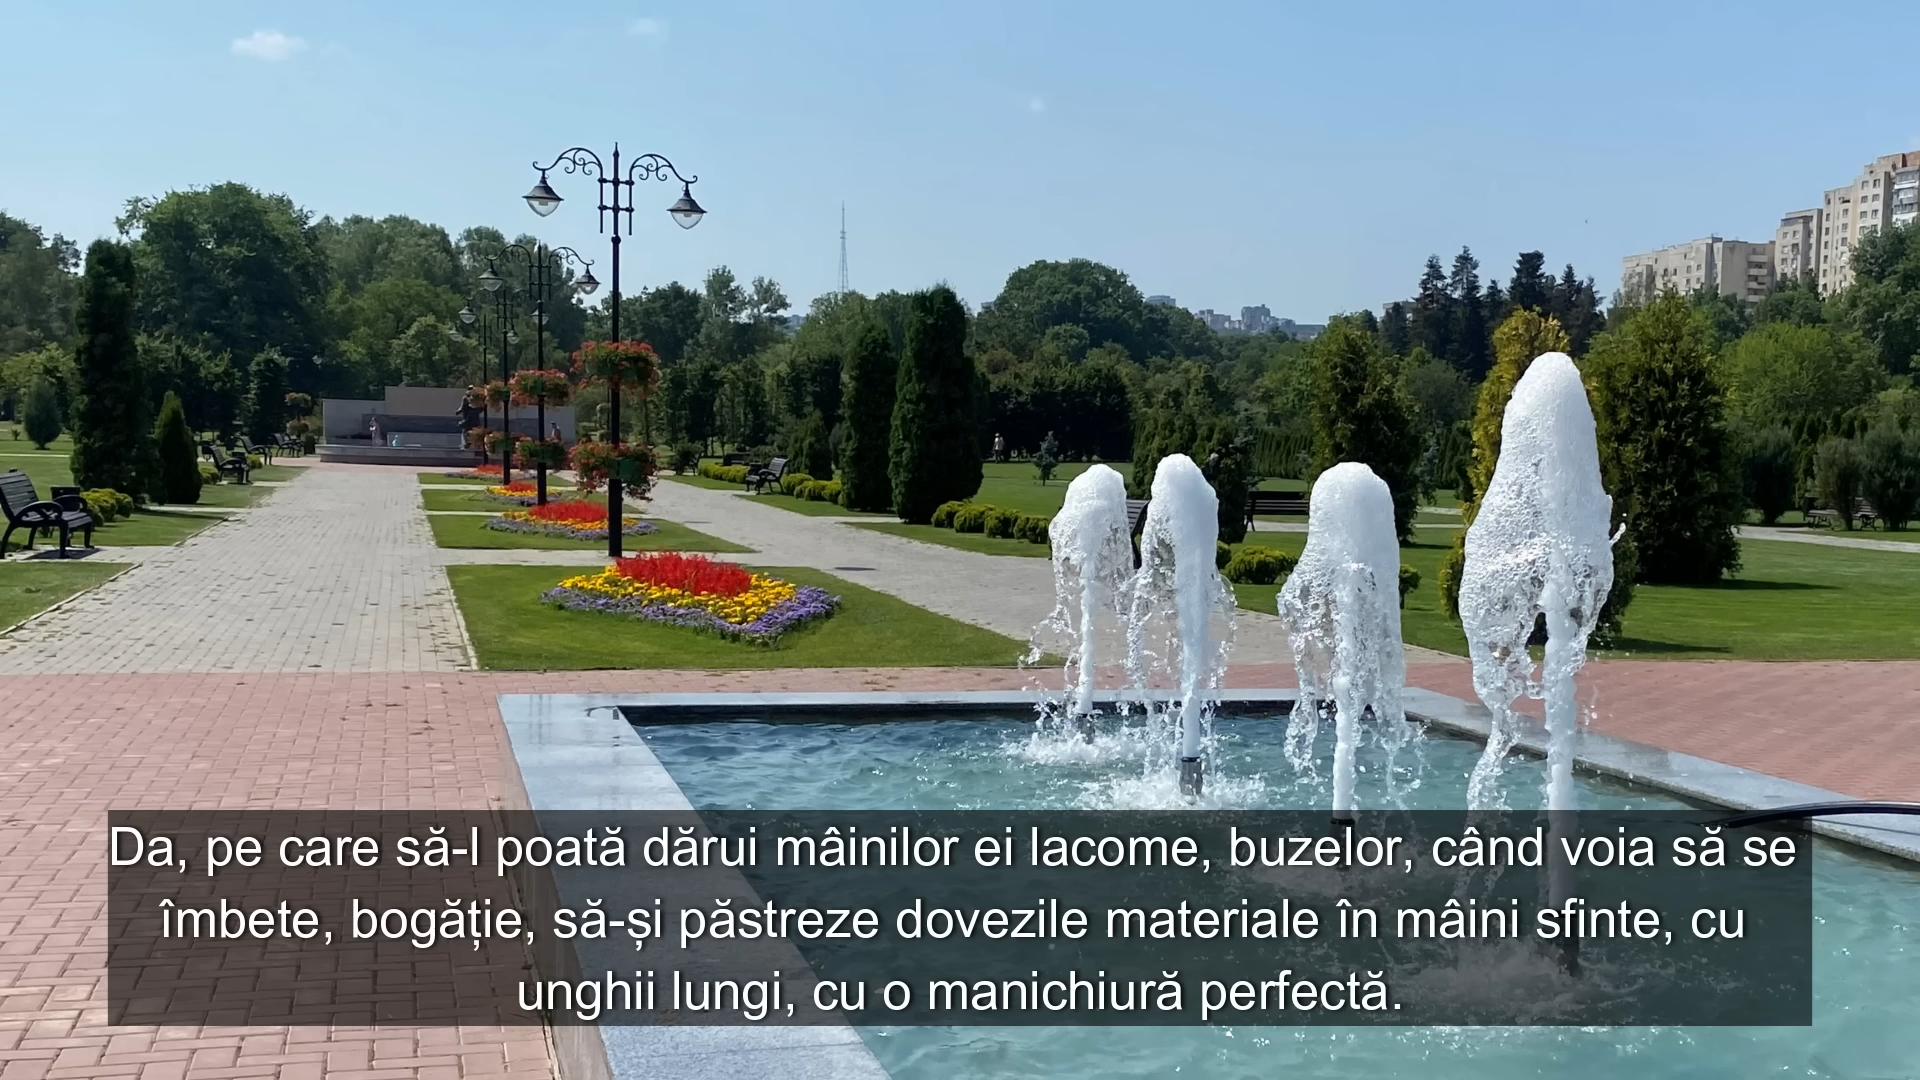 Da, pe care să-l poată dărui mâinilor ei lacome, buzelor, când voia să se
îmbete, bogăție, să-și păstreze dovezile materiale în mâini sfinte, cu
unghii lungi, cu o manichiură perfectă.